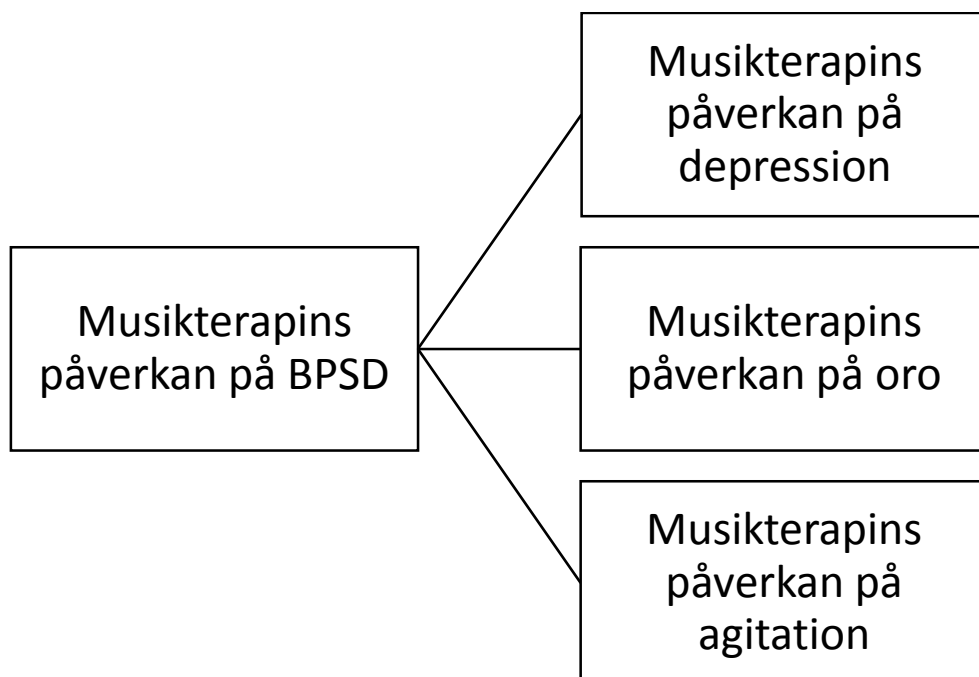 Musikterapins
påverkan på BPSD
Musikterapins
påverkan på
depression
Musikterapins
påverkan på oro
Musikterapins
påverkan på
agitation